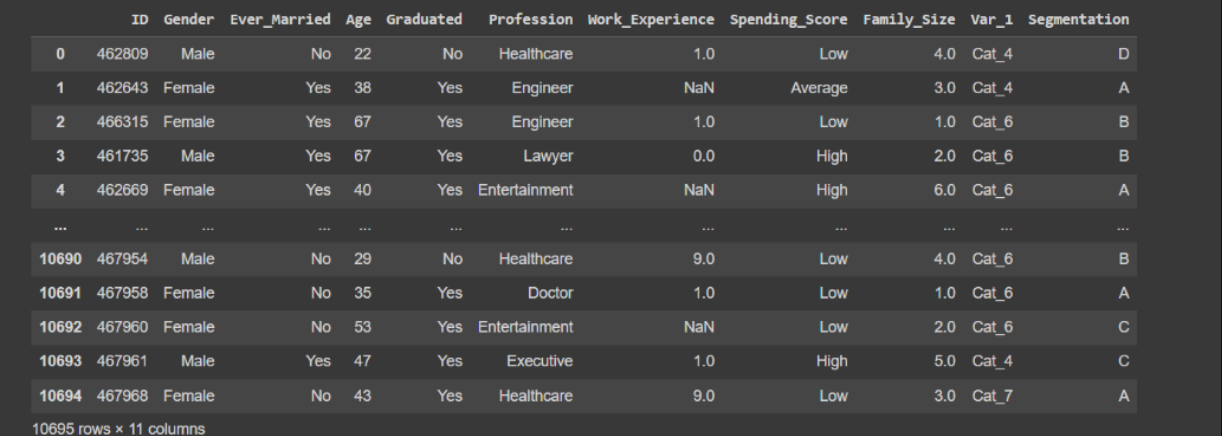 ID Gender Ever_Married Age Graduated Profession Work_Experience Spending_Score Family_Size Var_1 Segmentation
0 462809 Male No 22 No Healthcare 1.0 Low 4.0 Cat_4 D
1 462643 Female Yes 38 Yes Engineer NaN Average 3.0 Cat_4 A
2 466315 Female Yes 67 Yes Engineer 1.0 Low 1.0 Cat_6 B
3 461735 Male Yes 67 Yes Lawyer 0.0 High 2.0 Cat_6 B
4 462669 Female Yes 40 Yes Entertainment NaN High 6.0 Cat_6 A
... ... ... ... ... ... ... ... ... ... ... ...
10690 467954 Male No 29 No Healthcare 9.0 Low 4.0 Cat_6 B
10691 467958 Female No 35 Yes Doctor 1.0 Low 1.0 Cat_6 A
10692 467960 Female No 53 Yes Entertainment NaN Low 2.0 Cat_6 C
10693 467961 Male Yes 47 Yes Executive 1.0 High 5.0 Cat_4 C
10694 467968 Female No 43 Yes Healthcare 9.0 Low 3.0 Cat_7 A
10695 rows × 11 columns